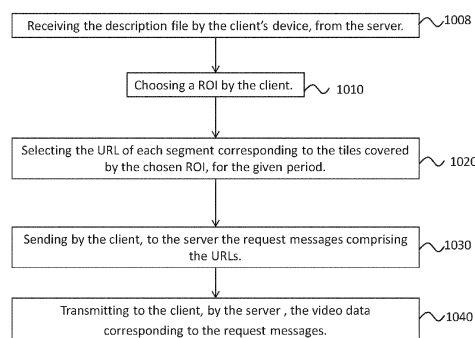 Receiving the description file by the client's device, from the server.
1008
Choosing a ROI by the client.
1010
Selecting the URL of each segment corresponding to the tiles covered
by the chosen ROI, for the given period.
1020
Sending by the client, to the server the request messages comprising
the URLs.
1030
Transmitting to the client, by the server , the video data
corresponding to the request messages.
1040